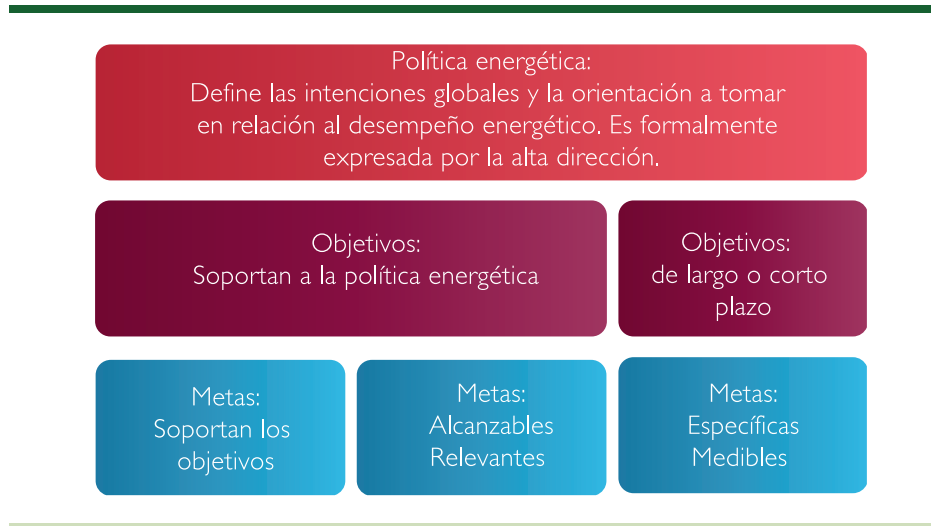 Política energética:
Define las intenciones globales y la orientación a tomar
en relación al desempeño energético. Es formalmente
expresada por la alta dirección.
Objetivos:
Soportan a la política energética
Objetivos:
de largo o corto
plazo
Metas:
Soportan los
objetivos
Metas:
Alcanzables
Relevantes
Metas:
Específicas
Medibles